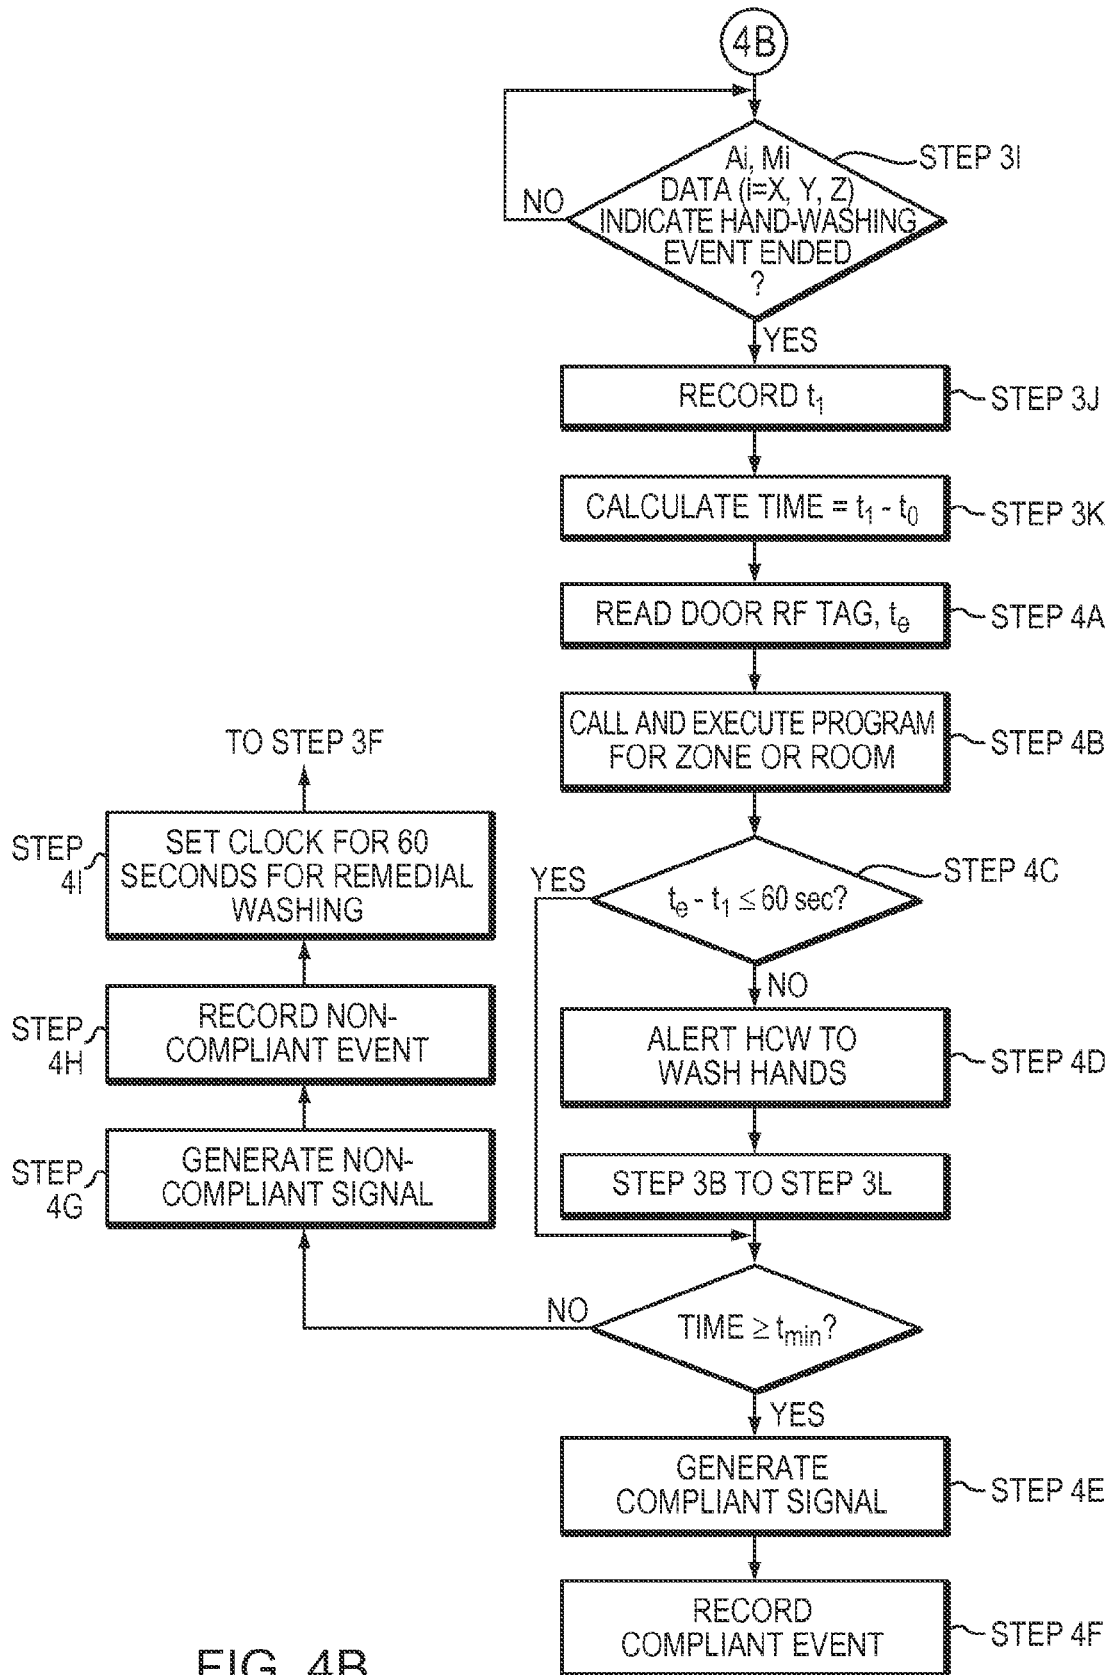 4B
Ai, Mi
DATA (i=X, Y, Z)
INDICATE HAND-WASHING
EVENT ENDED
?
STEP 3I
NO
YES
RECORD t1
STEP 3J
CALCULATE TIME = t1 - t0
STEP 3K
READ DOOR RF TAG, te
STEP 4A
CALL AND EXECUTE PROGRAM
FOR ZONE OR ROOM
STEP 4B
te - t1 ≤ 60 sec?
STEP 4C
YES
NO
ALERT HCW TO
WASH HANDS
STEP 4D
STEP 3B TO STEP 3L
TIME ≥ tmin?
NO
YES
GENERATE
COMPLIANT SIGNAL
STEP 4E
RECORD
COMPLIANT EVENT
STEP 4F
GENERATE NON-
COMPLIANT SIGNAL
STEP
4G
RECORD NON-
COMPLIANT EVENT
STEP
4H
SET CLOCK FOR 60
SECONDS FOR REMEDIAL
WASHING
STEP
4I
TO STEP 3F
FIG. 4B